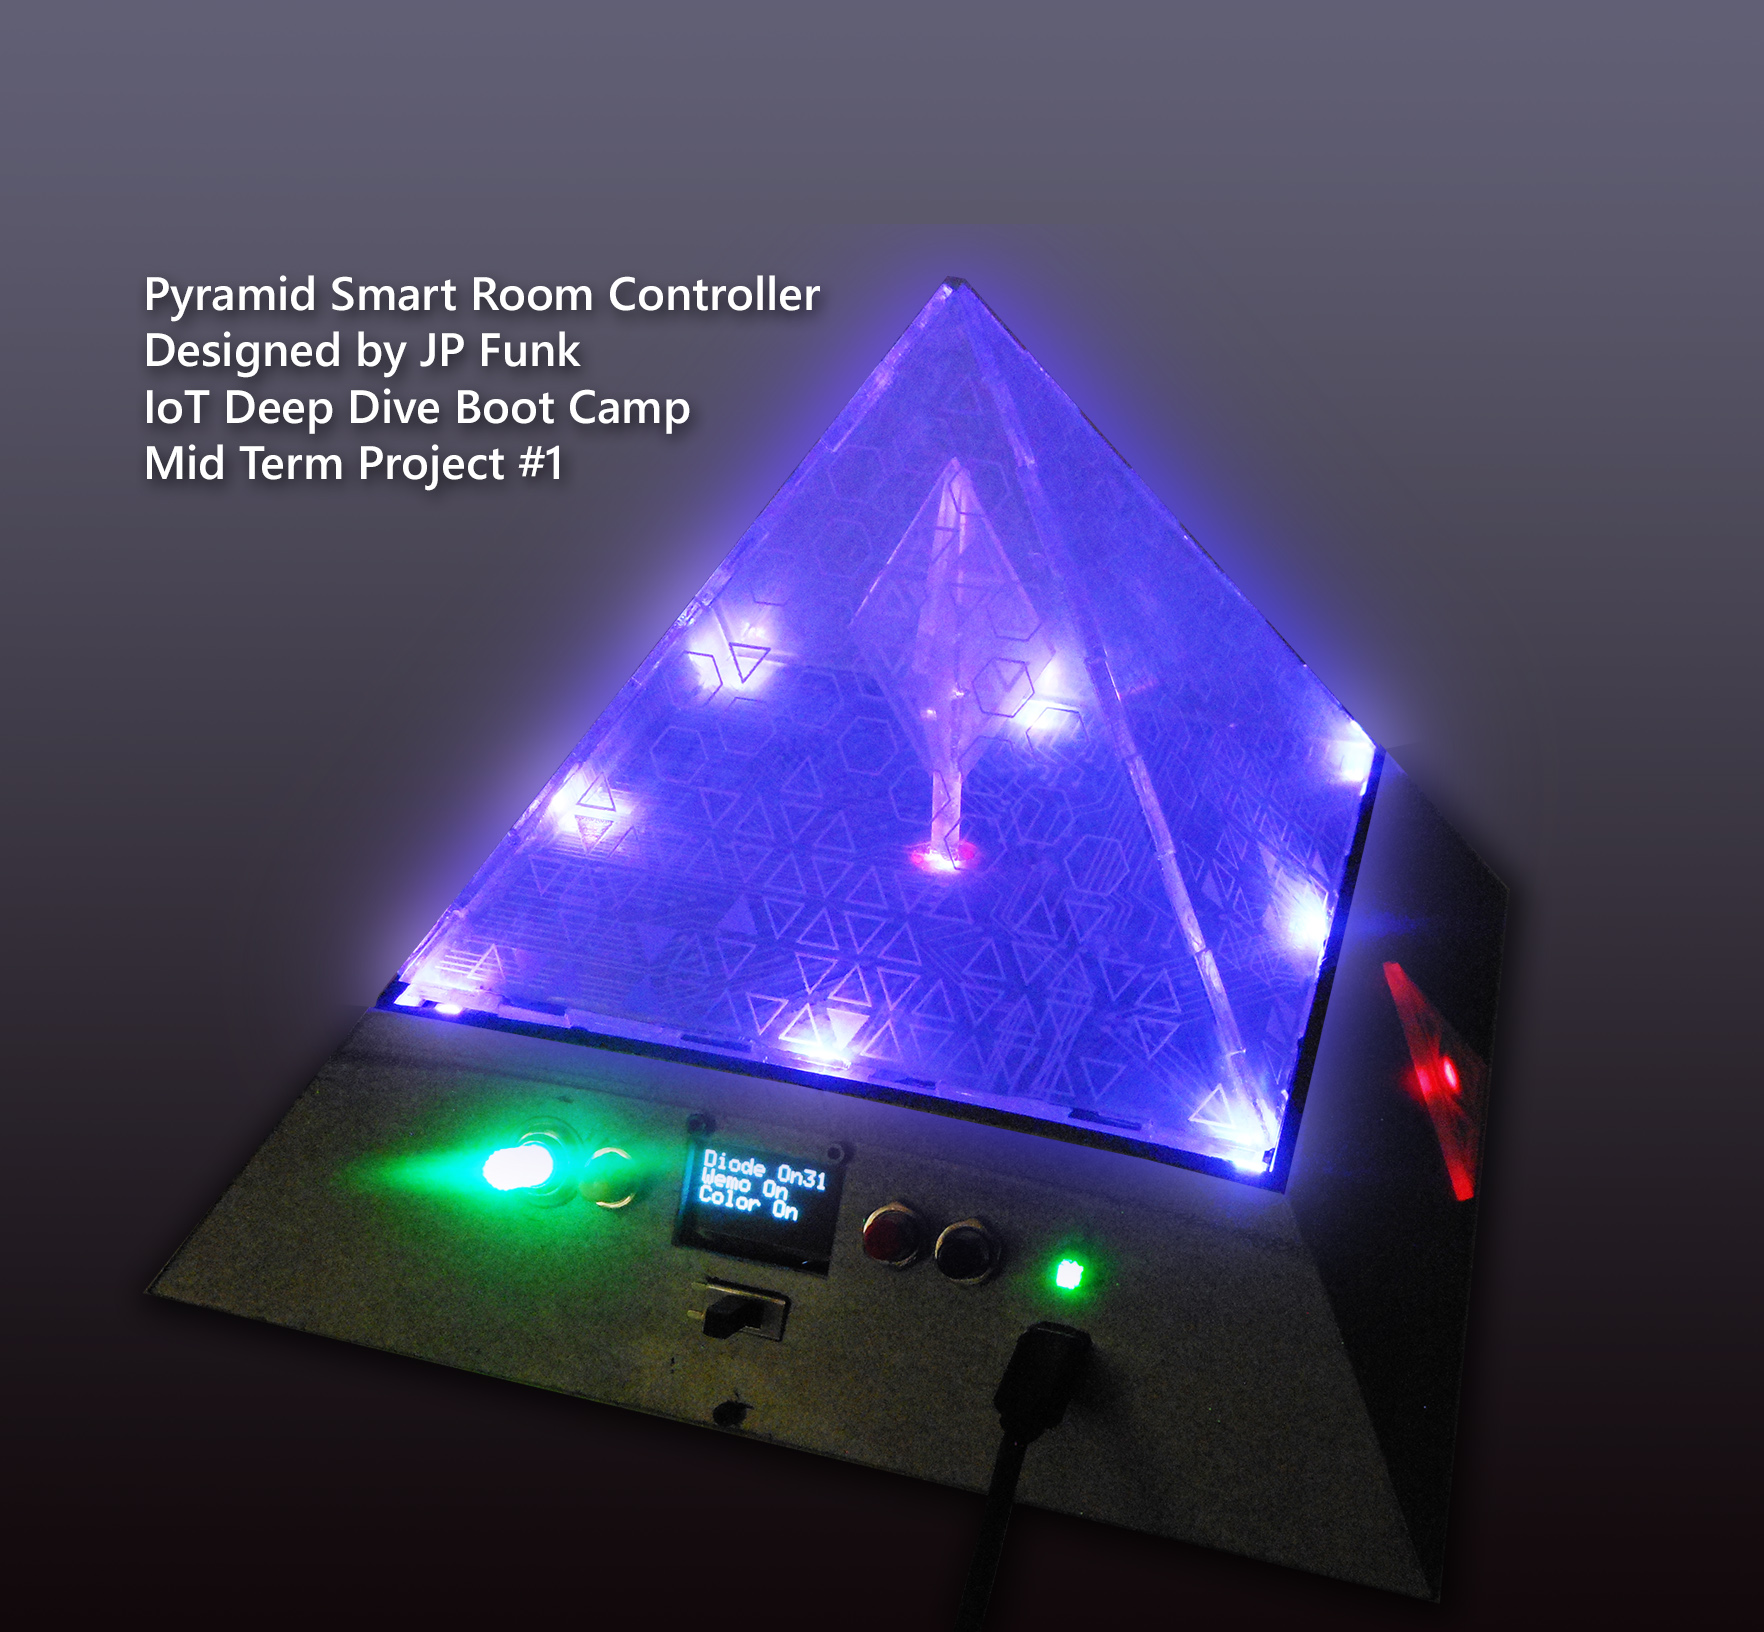 Pyramid Smart Room Controller
Designed by JP Funk
IoT Deep Dive Boot Camp
Mid Term Project #1
Diode On31
Wemo On
Color On